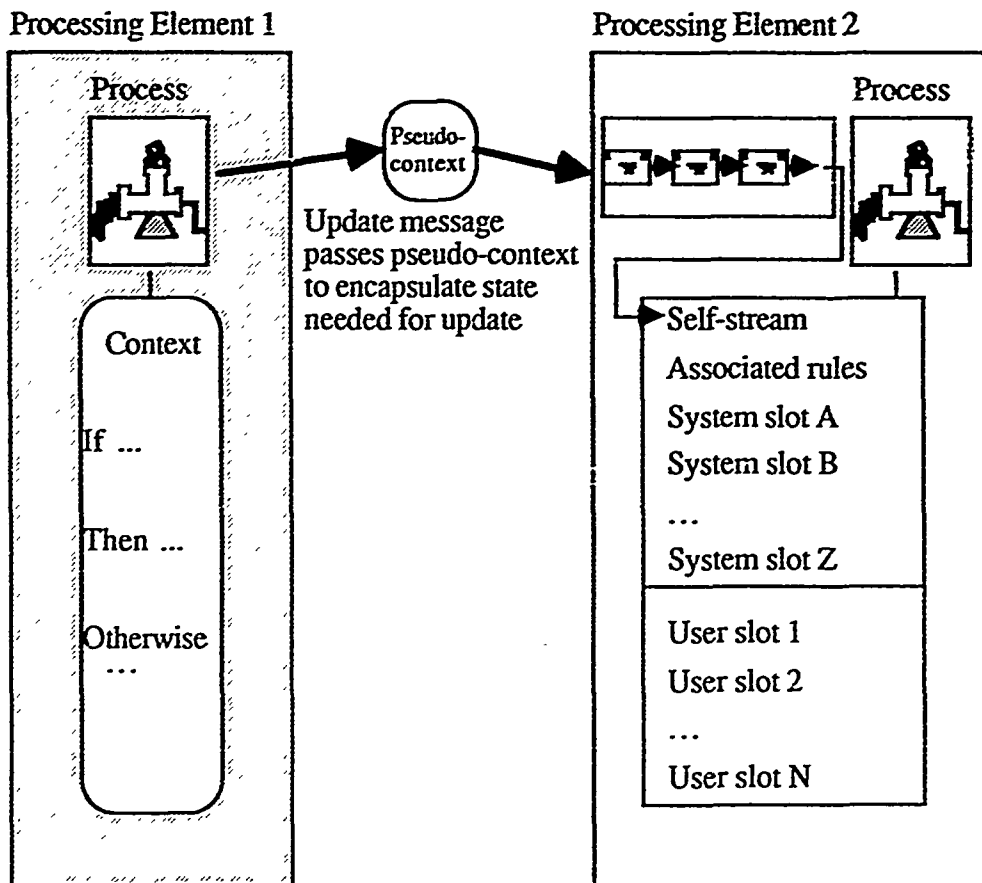 Processing Element 1
Processing Element 2
Process
Process
Pseudo-
context
Update message
passes pseudo-context
to encapsulate state
needed for update
Context
If ...
Then ...
Otherwise
...
Self-stream
Associated rules
System slot A
System slot B
...
System slot Z
User slot 1
User slot 2
...
User slot N